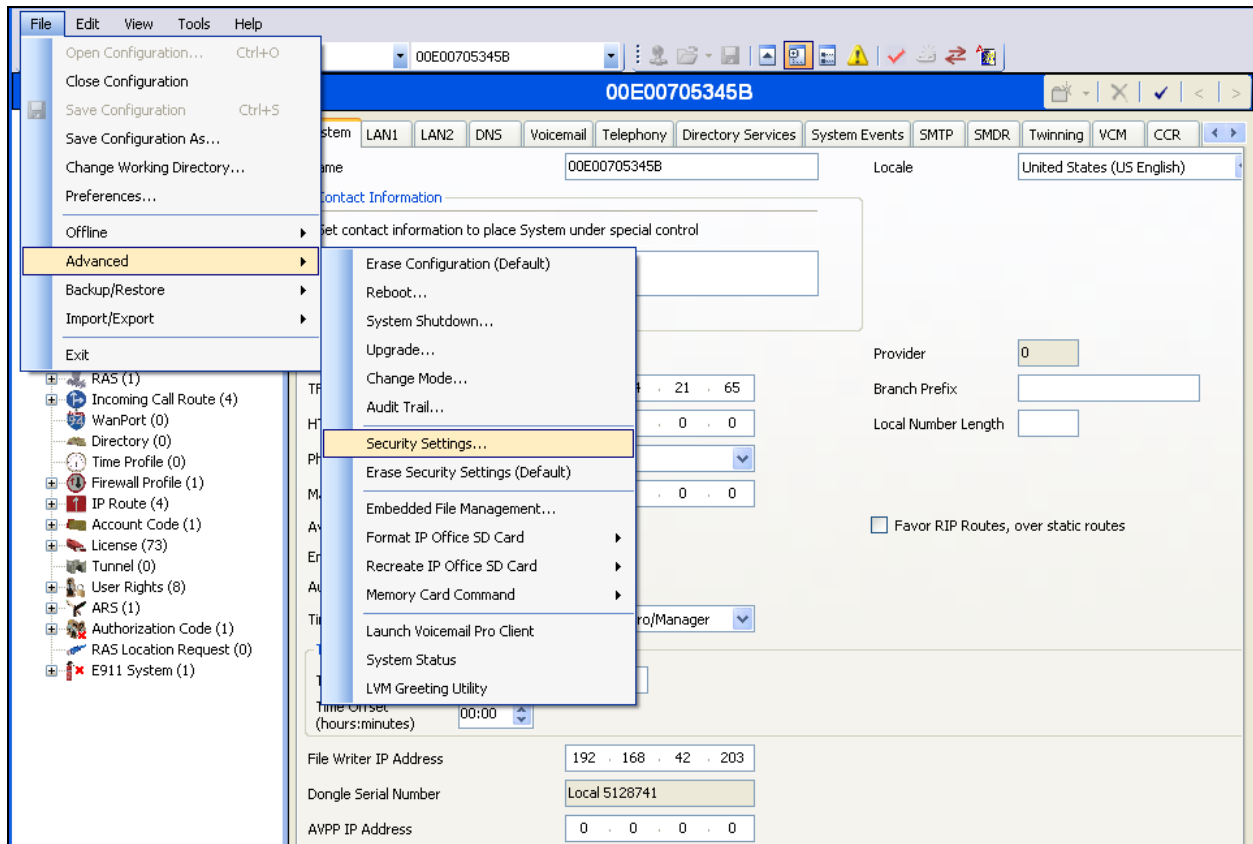 File Edit View Tools Help
Open Configuration... Ctrl+O
Close Configuration
Save Configuration Ctrl+S
Save Configuration As...
Change Working Directory...
Preferences...
Offline
Advanced
Backup/Restore
Import/Export
Exit
Erase Configuration (Default)
Reboot...
System Shutdown...
Upgrade...
Change Mode...
Audit Trail...
Security Settings...
Erase Security Settings (Default)
Embedded File Management...
Format IP Office SD Card
Recreate IP Office SD Card
Memory Card Command
Launch Voicemail Pro Client
System Status
LVM Greeting Utility
RAS (1)
Incoming Call Route (4)
WanPort (0)
Directory (0)
Time Profile (0)
Firewall Profile (1)
IP Route (4)
Account Code (1)
License (73)
Tunnel (0)
User Rights (8)
ARS (1)
Authorization Code (1)
RAS Location Request (0)
E911 System (1)
00E00705345B
00E00705345B
stem LAN1 LAN2 DNS Voicemail Telephony Directory Services System Events SMTP SMDR Twinning VCM CCR
ame 00E00705345B Locale United States (US English)
Contact Information
Set contact information to place System under special control
Provider 0
21 . 65 Branch Prefix
. 0 . 0 Local Number Length
. 0 . 0
Favor RIP Routes, over static routes
ro/Manager
Time Offset
(hours:minutes) 00:00
File Writer IP Address 192 . 168 . 42 . 203
Dongle Serial Number Local 5128741
AVPP IP Address 0 . 0 . 0 . 0